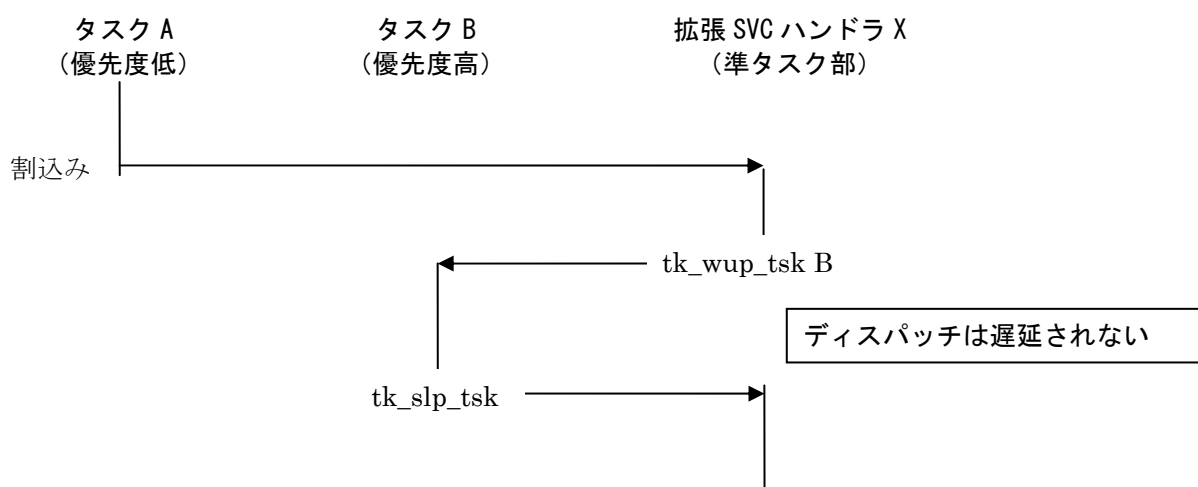 タスク A
タスク B
拡張 SVC ハンドラ X
（優先度低）
（優先度高）
（準タスク部）
割込み
tk_wup_tsk B
ディスパッチは遅延されない
tk_slp_tsk